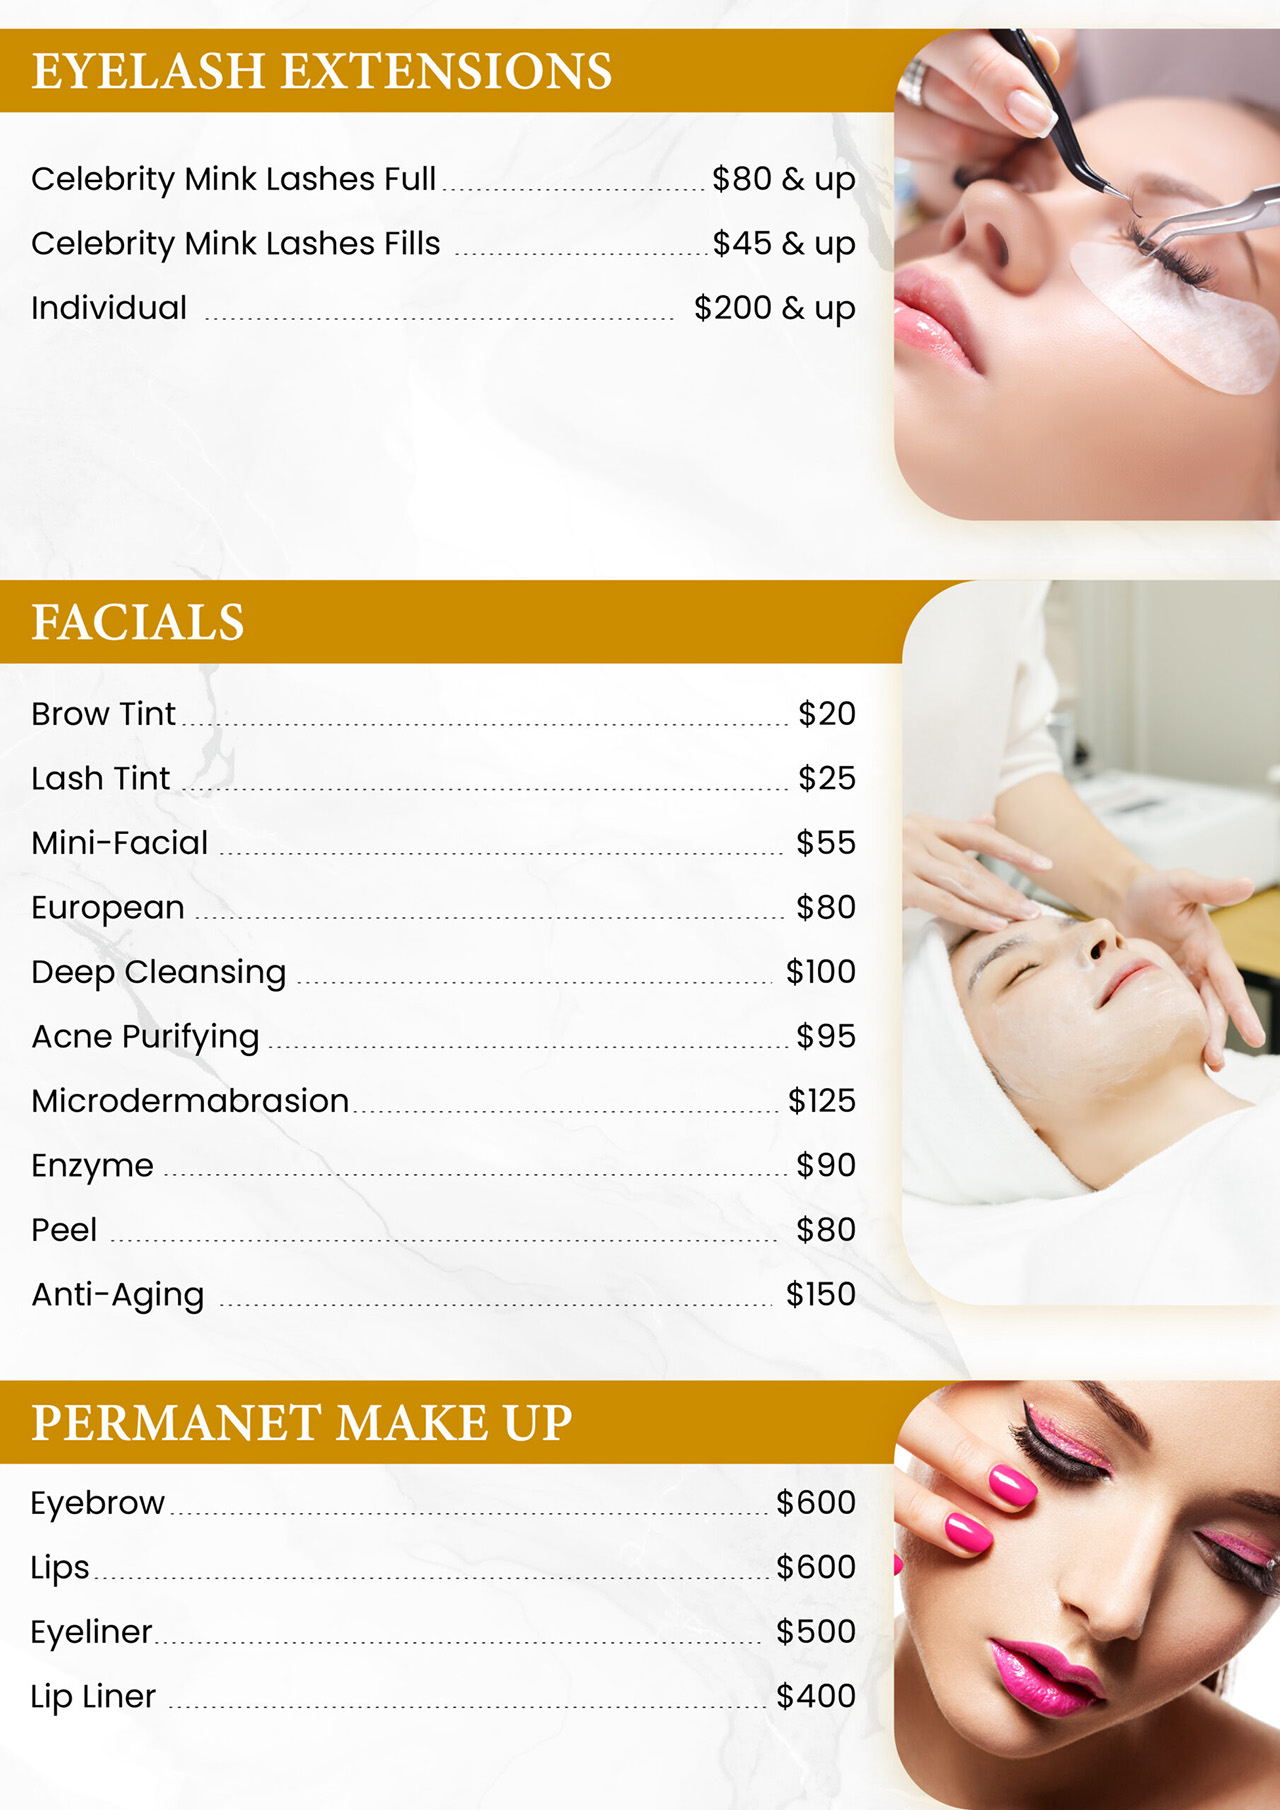 EYELASH EXTENSIONS
Celebrity Mink Lashes Full $80 & up
Celebrity Mink Lashes Fills $45 & up
Individual $200 & up
FACIALS
Brow Tint $20
Lash Tint $25
Mini-Facial $55
European $80
Deep Cleansing $100
Acne Purifying $95
Microdermabrasion $125
Enzyme $90
Peel $80
Anti-Aging $150
PERMANET MAKE UP
Eyebrow $600
Lips $600
Eyeliner $500
Lip Liner $400